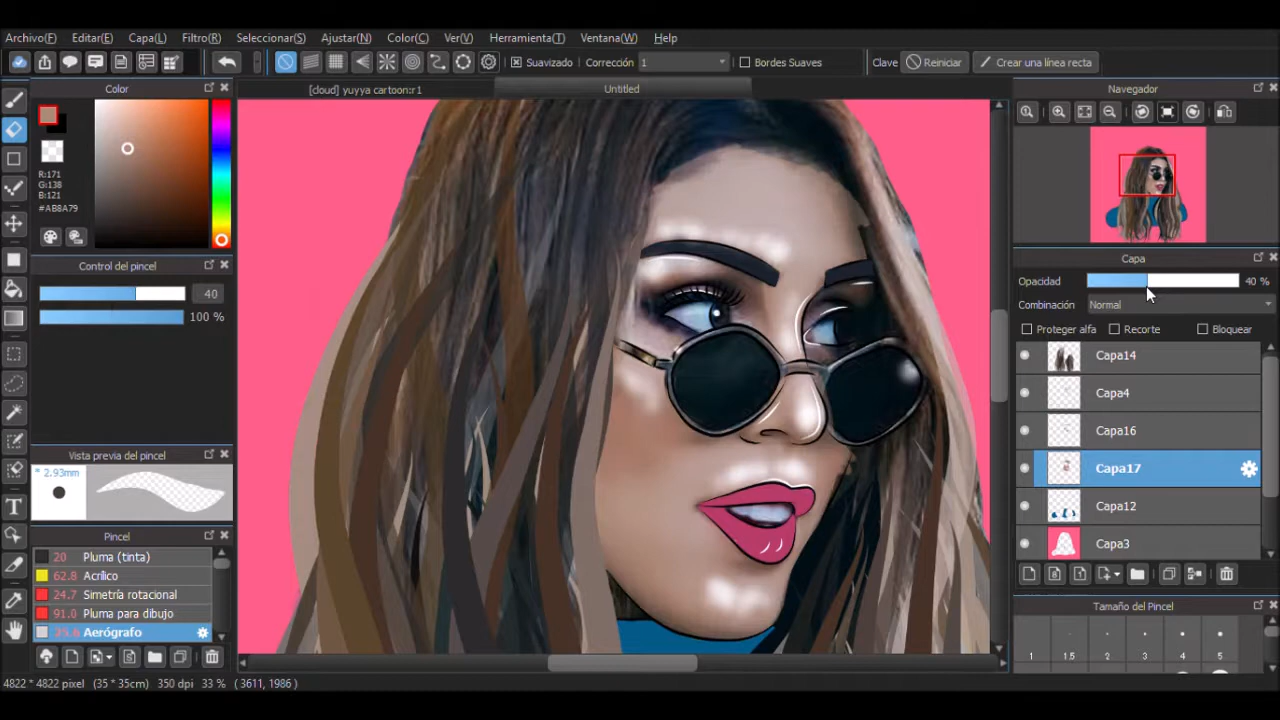 Archivo(F) Editar(E) Capa(L) Filtro(R) Seleccionar(S) Ajustar(N) Color(C) Ver(V) Herramienta(T) Ventana(W) Help
Suavizado Corrección 1 Bordes Suaves Clave Reiniciar Crear una línea recta
Color
[cloud] yuyya cartoon:r1 Untitled
Navegador
R:171
G:138
B:121
#AB8A79
Control del pincel
40
100 %
Capa
Opacidad 40 %
Combinación Normal
Proteger alfa Recorte Bloquear
Capa14
Capa4
Capa16
Capa17
Capa12
Capa3
Vista previa del pincel
* 2.93mm
Pincel
20 Pluma (tinta)
62.8 Acrílico
24.7 Simetría rotacional
91.0 Pluma para dibujo
Aerógrafo
Tamaño del Pincel
1 1.5 2 3 4 5
4822 * 4822 pixel (35 * 35cm) 350 dpi 33 % ( 3611, 1986 )